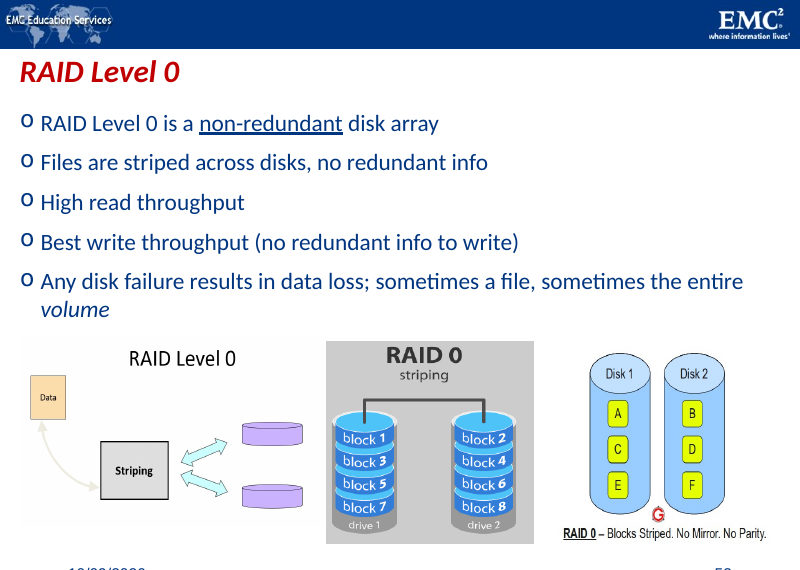 EMC Education Services
EMC²
where information lives®
RAID Level 0
o RAID Level 0 is a non-redundant disk array
o Files are striped across disks, no redundant info
o High read throughput
o Best write throughput (no redundant info to write)
o Any disk failure results in data loss; sometimes a file, sometimes the entire
volume
RAID Level 0
Data
Striping
RAID 0
striping
block 1
block 2
block 3
block 4
block 5
block 6
block 7
block 8
drive 1
drive 2
Disk 1
Disk 2
A
B
C
D
E
F
G
RAID 0 – Blocks Striped. No Mirror. No Parity.